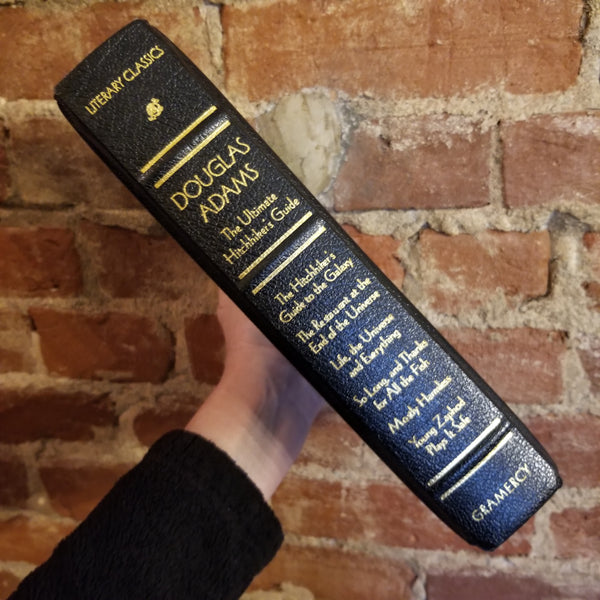 LITERARY CLASSICS
DOUGLAS
ADAMS
The Ultimate
Hitchhiker's Guide
The Hitchhiker's
Guide to the Galaxy
The Restaurant at the
End of the Universe
Life, the Universe
and Everything
So Long, and Thanks
for All the Fish
Mostly Harmless
Young Zaphod
Plays It Safe
GRAMERCY